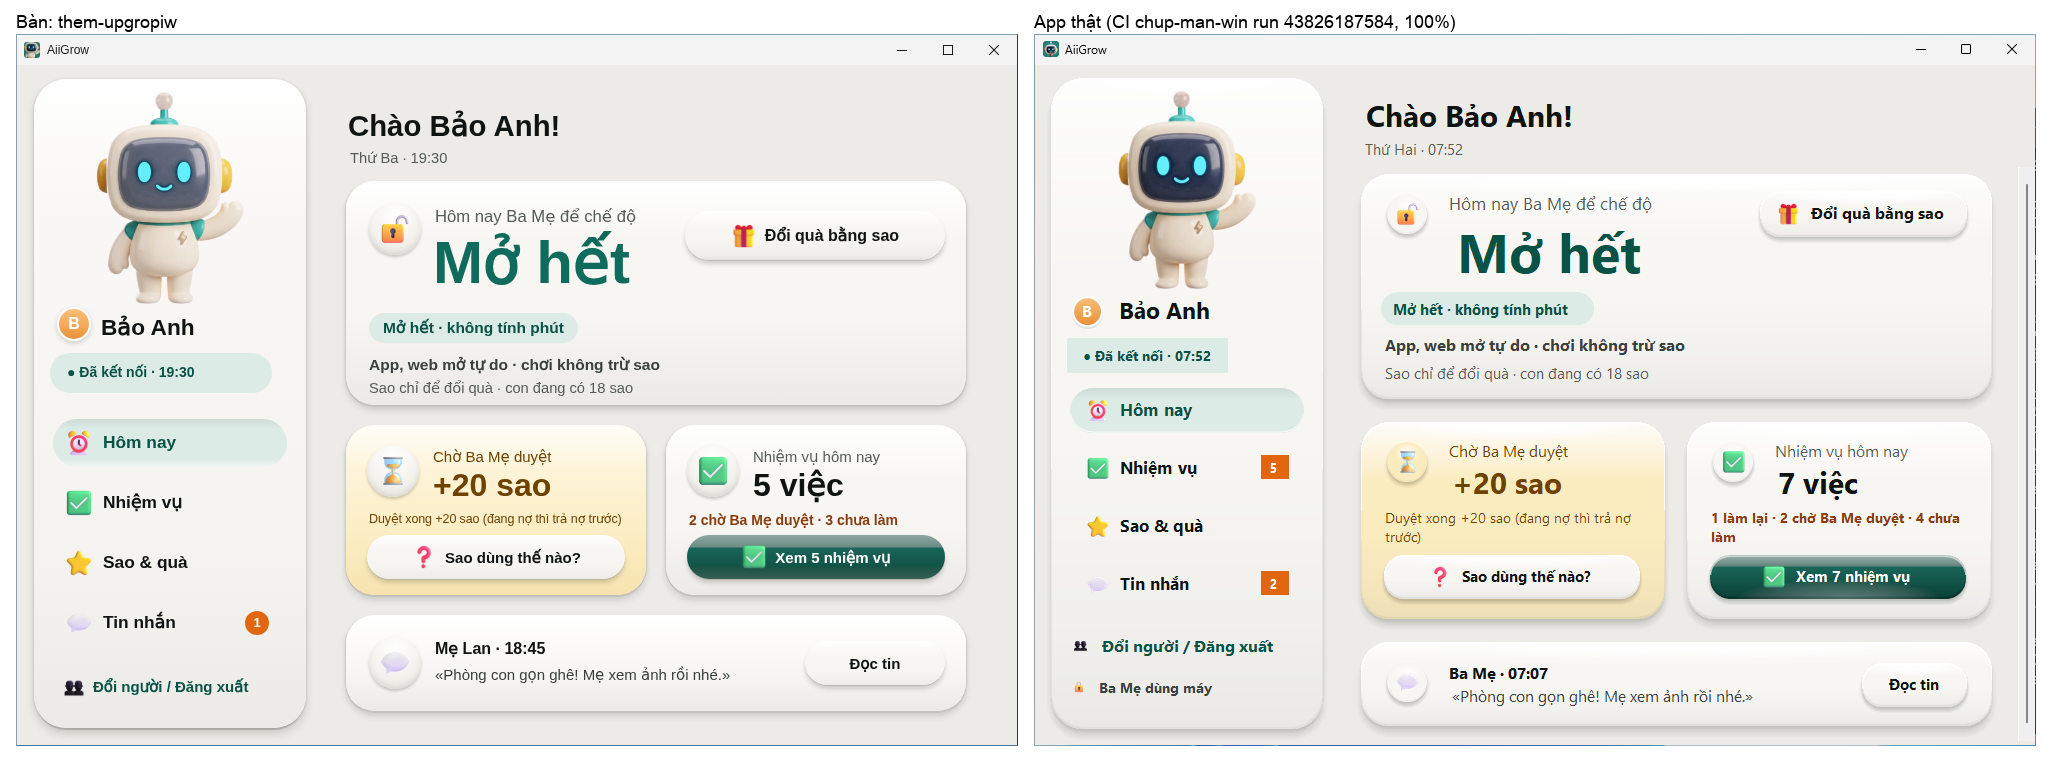 Bàn: them-upgropiw
AiiGrow
B
Bảo Anh
● Đã kết nối · 19:30
Hôm nay
Nhiệm vụ
Sao & quà
Tin nhắn
1
Đổi người / Đăng xuất
Chào Bảo Anh!
Thứ Ba · 19:30
Hôm nay Ba Mẹ để chế độ
Mở hết
Đổi quà bằng sao
Mở hết · không tính phút
App, web mở tự do · chơi không trừ sao
Sao chỉ để đổi quà · con đang có 18 sao
Chờ Ba Mẹ duyệt
+20 sao
Duyệt xong +20 sao (đang nợ thì trả nợ trước)
Sao dùng thế nào?
Nhiệm vụ hôm nay
5 việc
2 chờ Ba Mẹ duyệt · 3 chưa làm
Xem 5 nhiệm vụ
Mẹ Lan · 18:45
«Phòng con gọn ghê! Mẹ xem ảnh rồi nhé.»
Đọc tin
App thật (CI chup-man-win run 43826187584, 100%)
AiiGrow
B
Bảo Anh
● Đã kết nối · 07:52
Hôm nay
Nhiệm vụ
5
Sao & quà
Tin nhắn
2
Đổi người / Đăng xuất
Ba Mẹ dùng máy
Chào Bảo Anh!
Thứ Hai · 07:52
Hôm nay Ba Mẹ để chế độ
Mở hết
Đổi quà bằng sao
Mở hết · không tính phút
App, web mở tự do · chơi không trừ sao
Sao chỉ để đổi quà · con đang có 18 sao
Chờ Ba Mẹ duyệt
+20 sao
Duyệt xong +20 sao (đang nợ thì trả nợ
trước)
Sao dùng thế nào?
Nhiệm vụ hôm nay
7 việc
1 làm lại · 2 chờ Ba Mẹ duyệt · 4 chưa
làm
Xem 7 nhiệm vụ
Ba Mẹ · 07:07
«Phòng con gọn ghê! Mẹ xem ảnh rồi nhé.»
Đọc tin